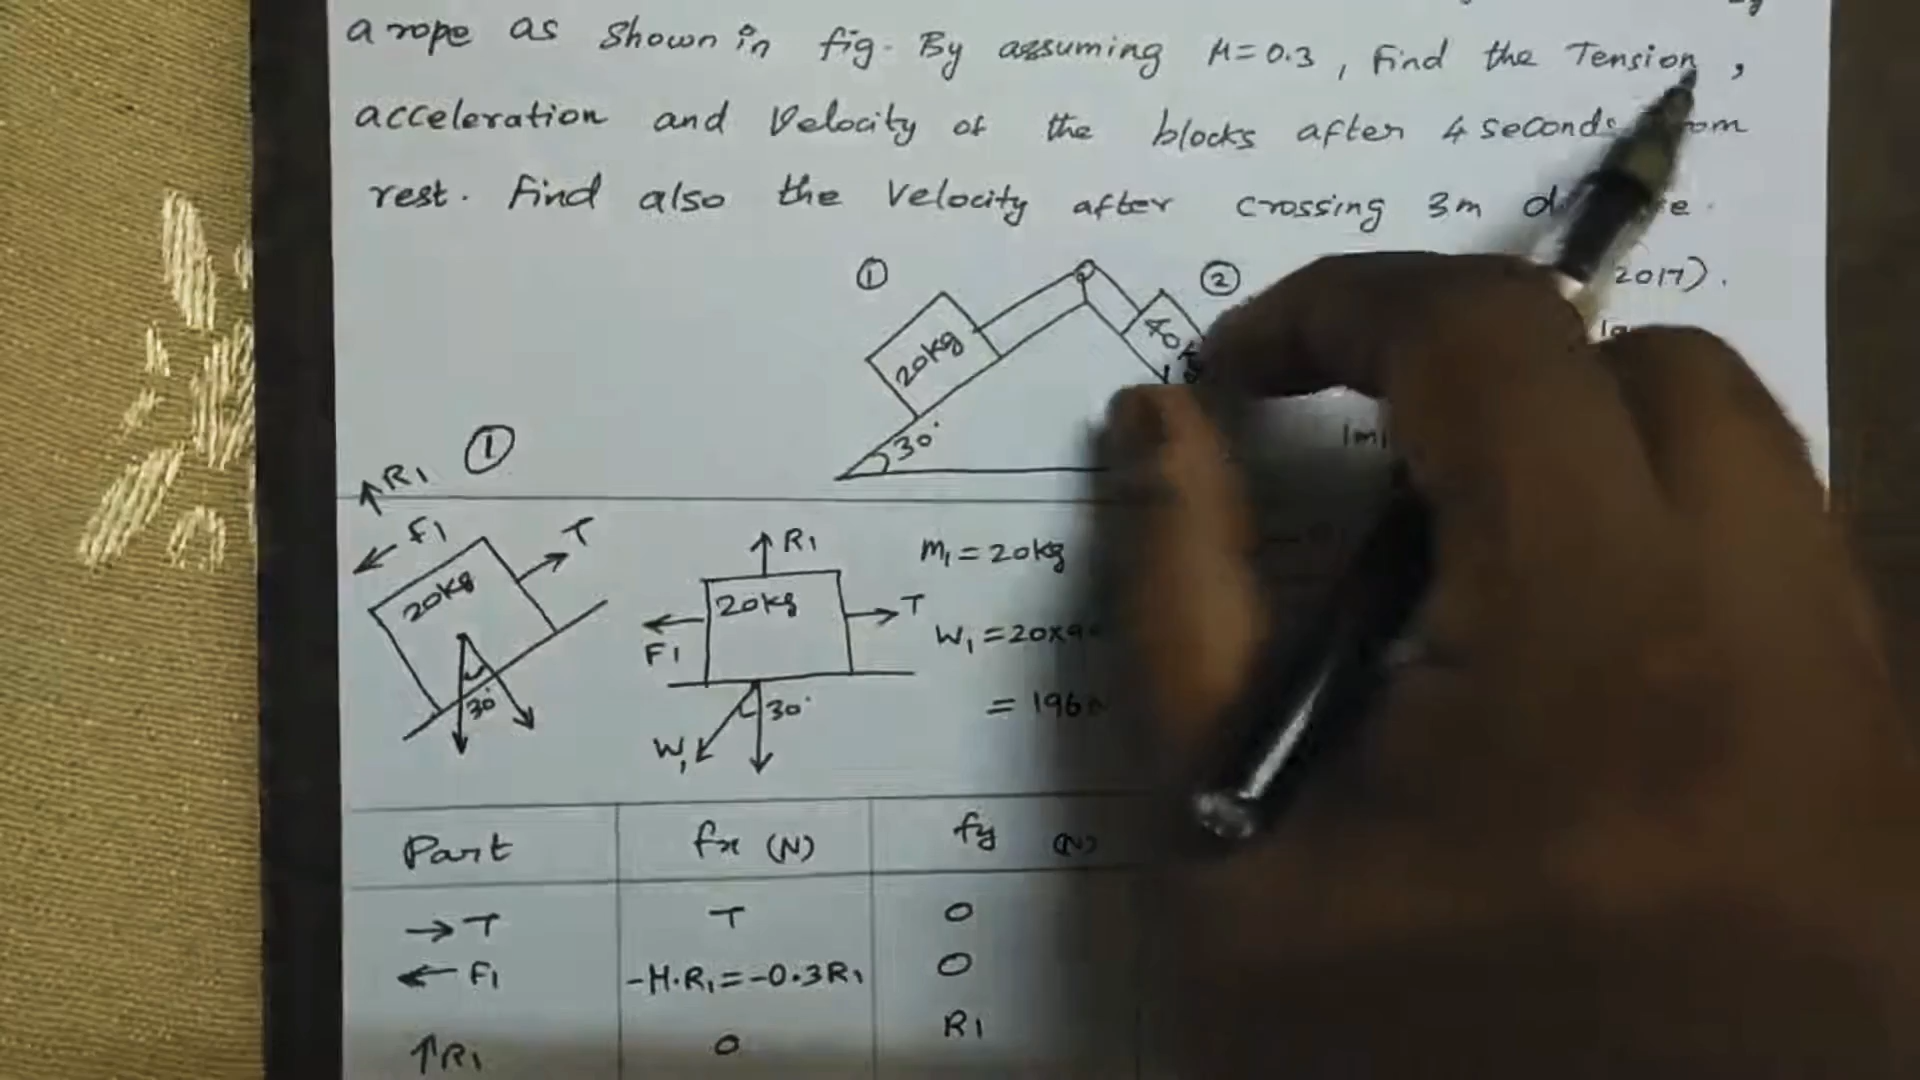 a rope as shown in fig. By assuming μ=0.3, Find the Tension,
acceleration and Velocity of the blocks after 4 seconds
rest. Find also the Velocity after crossing 3m
2017).
① ②
20kg
30°
①
↑R1
← F1
T
20kg
30°
↑ R1
20kg
T
F1
30°
W1
m1 = 20kg
W1 = 20×9
= 196
Part fx (N) fy (N)
→ T T 0
← F1 -μ.R1=-0.3R1 0
↑R1 0 R1